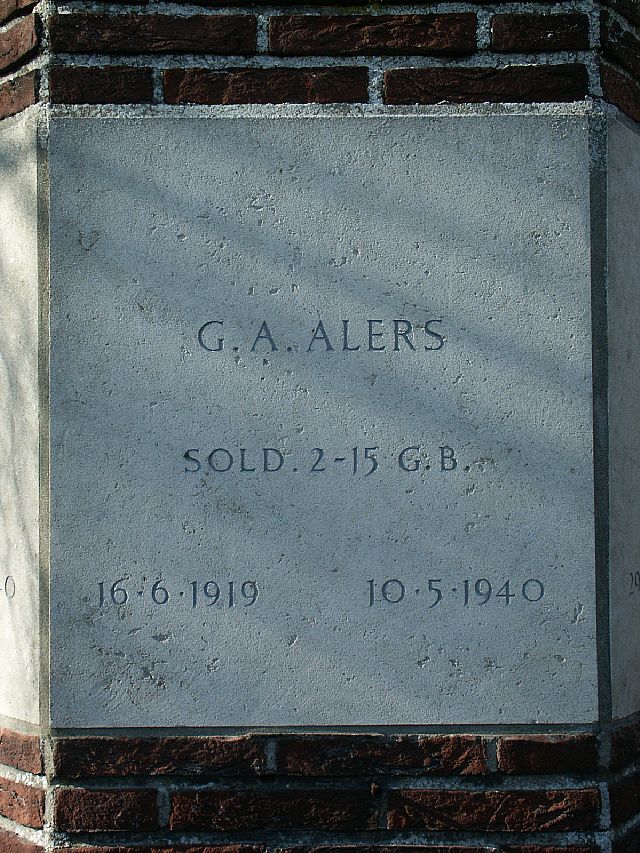 G. A. ALERS
SOLD. 2-15 G.B.
16·6·1919 10·5·1940